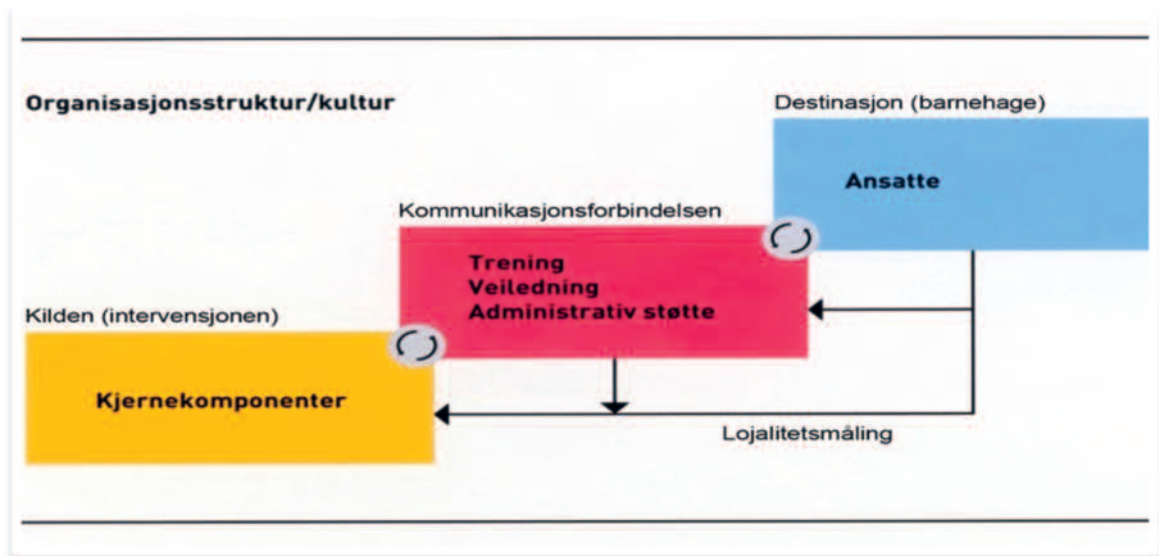 Organisasjonsstruktur/kultur
Destinasjon (barnehage)
Ansatte
Kommunikasjonsforbindelsen
Trening
Veiledning
Administrativ støtte
Kilden (intervensjonen)
Kjernekomponenter
Lojalitetsmåling